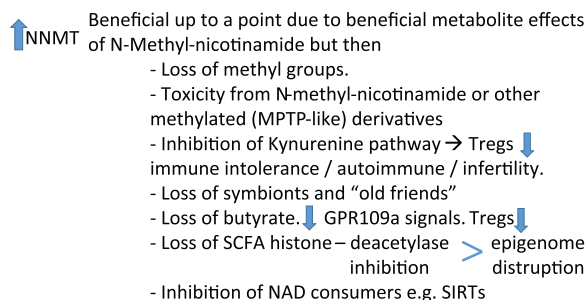 NNMT Beneficial up to a point due to beneficial metabolite effects
of N-Methyl-nicotinamide but then
- Loss of methyl groups.
- Toxicity from N-methyl-nicotinamide or other
methylated (MPTP-like) derivatives
- Inhibition of Kynurenine pathway → Tregs
immune intolerance / autoimmune / infertility.
- Loss of symbionts and “old friends”
- Loss of butyrate. GPR109a signals. Tregs
- Loss of SCFA histone – deacetylase > epigenome
inhibition disruption
- Inhibition of NAD consumers e.g. SIRTs